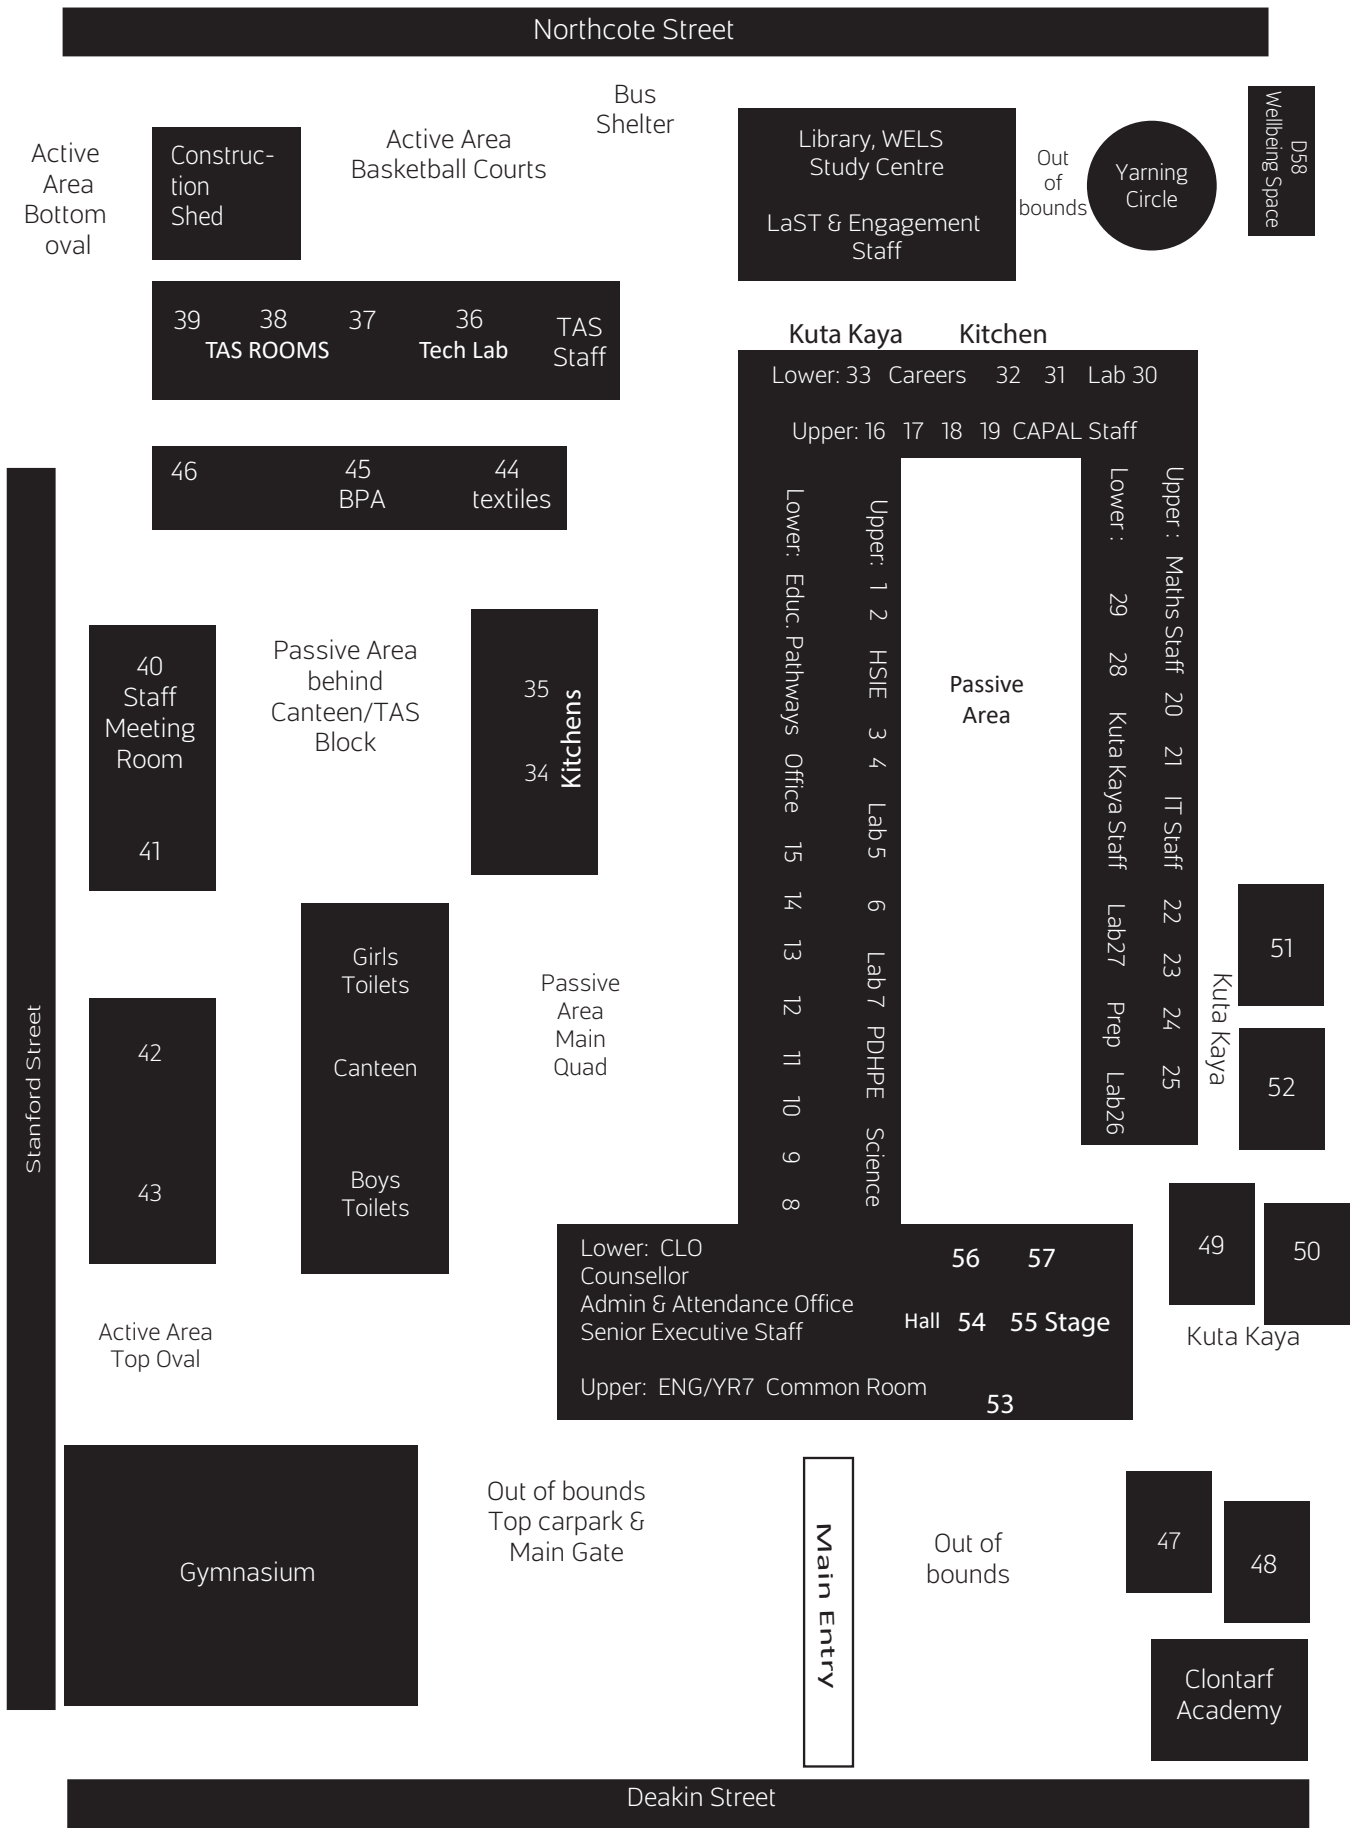 Northcote Street
Bus
Shelter
Active
Area
Bottom
oval
Construc-
tion
Shed
Active Area
Basketball Courts
Library, WELS
Study Centre
LaST & Engagement
Staff
Out
of
bounds
Yarning
Circle
D58
Wellbeing Space
39 38 37 36
TAS ROOMS Tech Lab
TAS
Staff
Kuta Kaya Kitchen
Lower: 33 Careers 32 31 Lab 30
Upper: 16 17 18 19 CAPAL Staff
46 45 44
BPA textiles
Lower: Educ. Pathways Office 15 14 13 12 11 10 9 8
Upper: 1 2 HSIE 3 4 Lab 5 6 Lab 7 PDHPE Science
Passive
Area
Lower : 29 28 Kuta Kaya Staff Lab27 Prep Lab26
Upper : Maths Staff 20 21 IT Staff 22 23 24 25
40
Staff
Meeting
Room
41
Passive Area
behind
Canteen/TAS
Block
35
34
Kitchens
Stanford Street
42
43
Girls
Toilets
Canteen
Boys
Toilets
Passive
Area
Main
Quad
Kuta Kaya
51
52
49
50
Kuta Kaya
Active Area
Top Oval
Lower: CLO
Counsellor
Admin & Attendance Office
Senior Executive Staff
Upper: ENG/YR7 Common Room
56 57
Hall 54 55 Stage
53
Gymnasium
Out of bounds
Top carpark &
Main Gate
Main Entry
Out of
bounds
47
48
Clontarf
Academy
Deakin Street